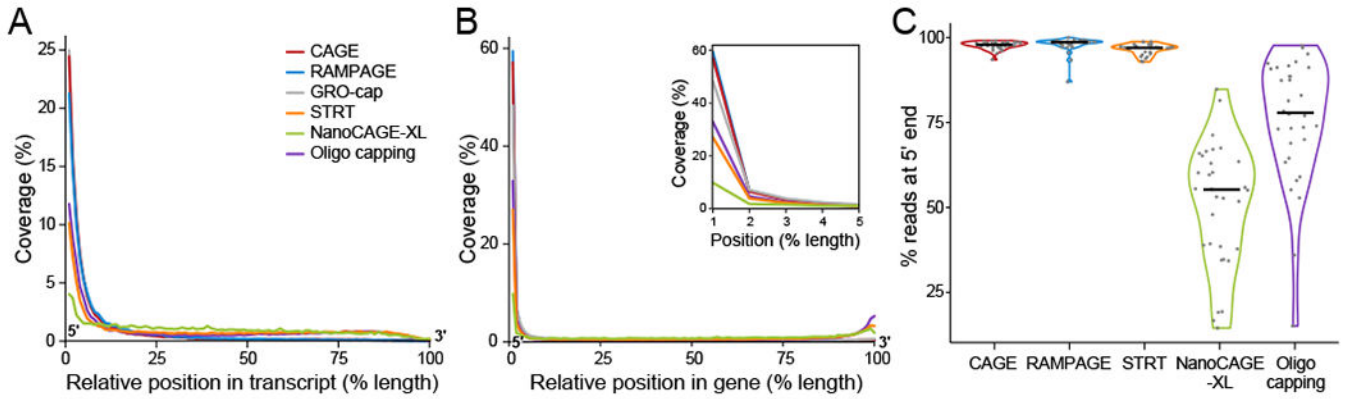 A
25
20
15
10
5
0
Coverage (%)
CAGE
RAMPAGE
GRO-cap
STRT
NanoCAGE-XL
Oligo capping
5'
3'
0
25
50
75
100
Relative position in transcript (% length)
B
60
40
20
0
Coverage (%)
60
40
20
0
Coverage (%)
1
2
3
4
5
Position (% length)
5'
3'
0
25
50
75
100
Relative position in gene (% length)
C
100
75
50
25
% reads at 5' end
CAGE
RAMPAGE
STRT
NanoCAGE
-XL
Oligo
capping